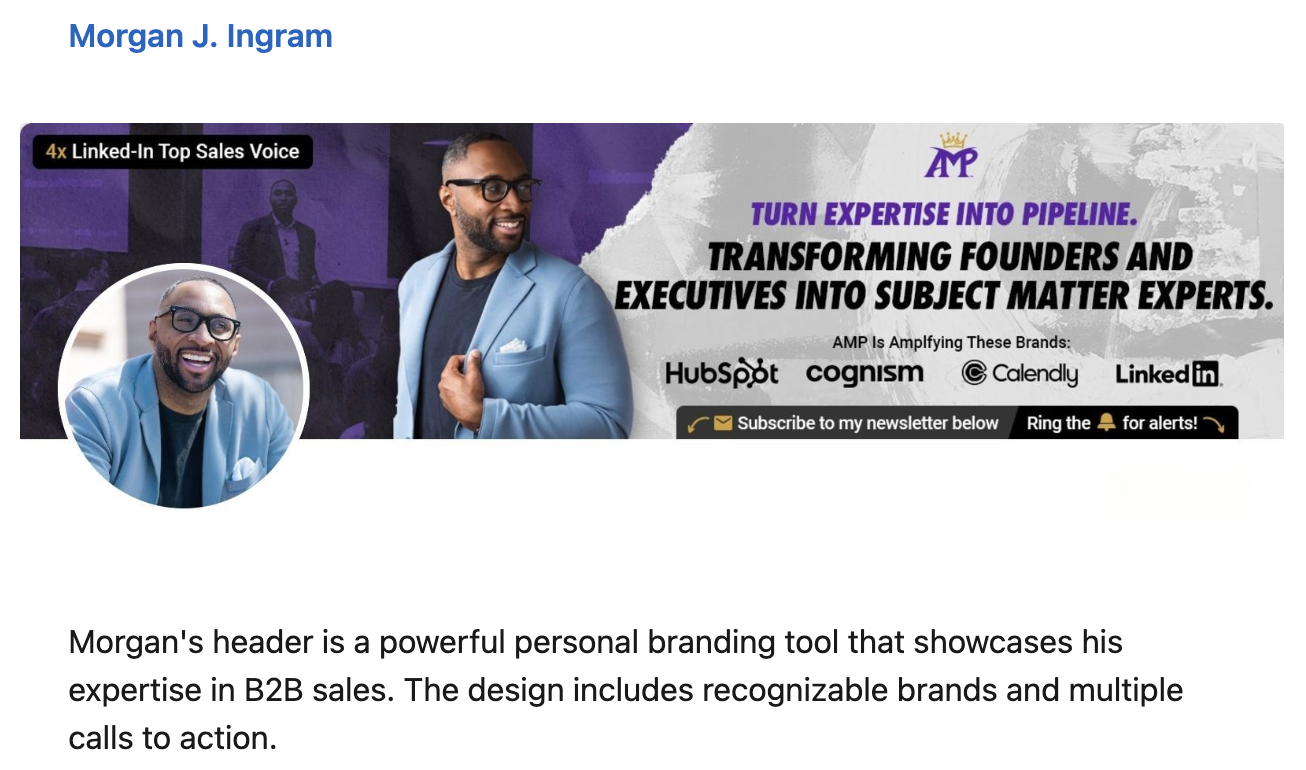 Morgan J. Ingram
4x Linked-In Top Sales Voice
AMP
TURN EXPERTISE INTO PIPELINE.
TRANSFORMING FOUNDERS AND
EXECUTIVES INTO SUBJECT MATTER EXPERTS.
AMP Is Amplfying These Brands:
HubSpot cognism Calendly Linked in
Subscribe to my newsletter below Ring the for alerts!
Morgan's header is a powerful personal branding tool that showcases his
expertise in B2B sales. The design includes recognizable brands and multiple
calls to action.